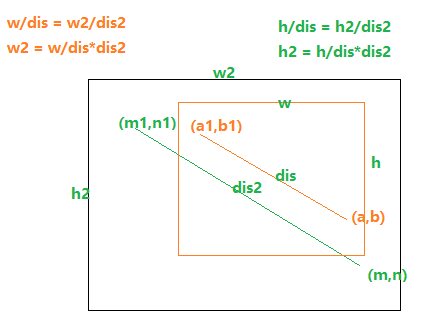 w/dis = w2/dis2
w2 = w/dis*dis2
h/dis = h2/dis2
h2 = h/dis*dis2
w2
w
(m1,n1)
(a1,b1)
h
dis
dis2
h2
(a,b)
(m,n)